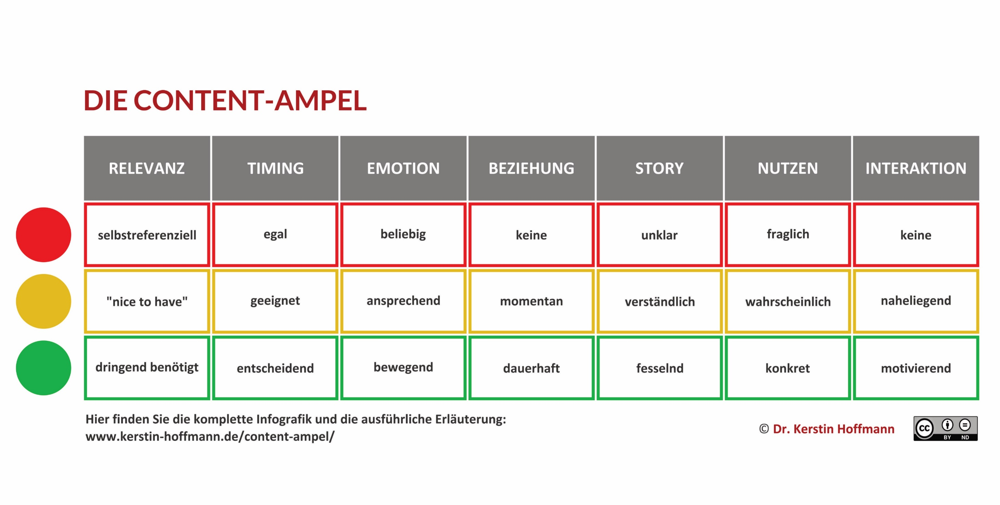 DIE CONTENT-AMPEL
RELEVANZ TIMING EMOTION BEZIEHUNG STORY NUTZEN INTERAKTION
selbstreferenziell egal beliebig keine unklar fraglich keine
"nice to have" geeignet ansprechend momentan verständlich wahrscheinlich naheliegend
dringend benötigt entscheidend bewegend dauerhaft fesselnd konkret motivierend
Hier finden Sie die komplette Infografik und die ausführliche Erläuterung:
www.kerstin-hoffmann.de/content-ampel/
© Dr. Kerstin Hoffmann
cc BY ND